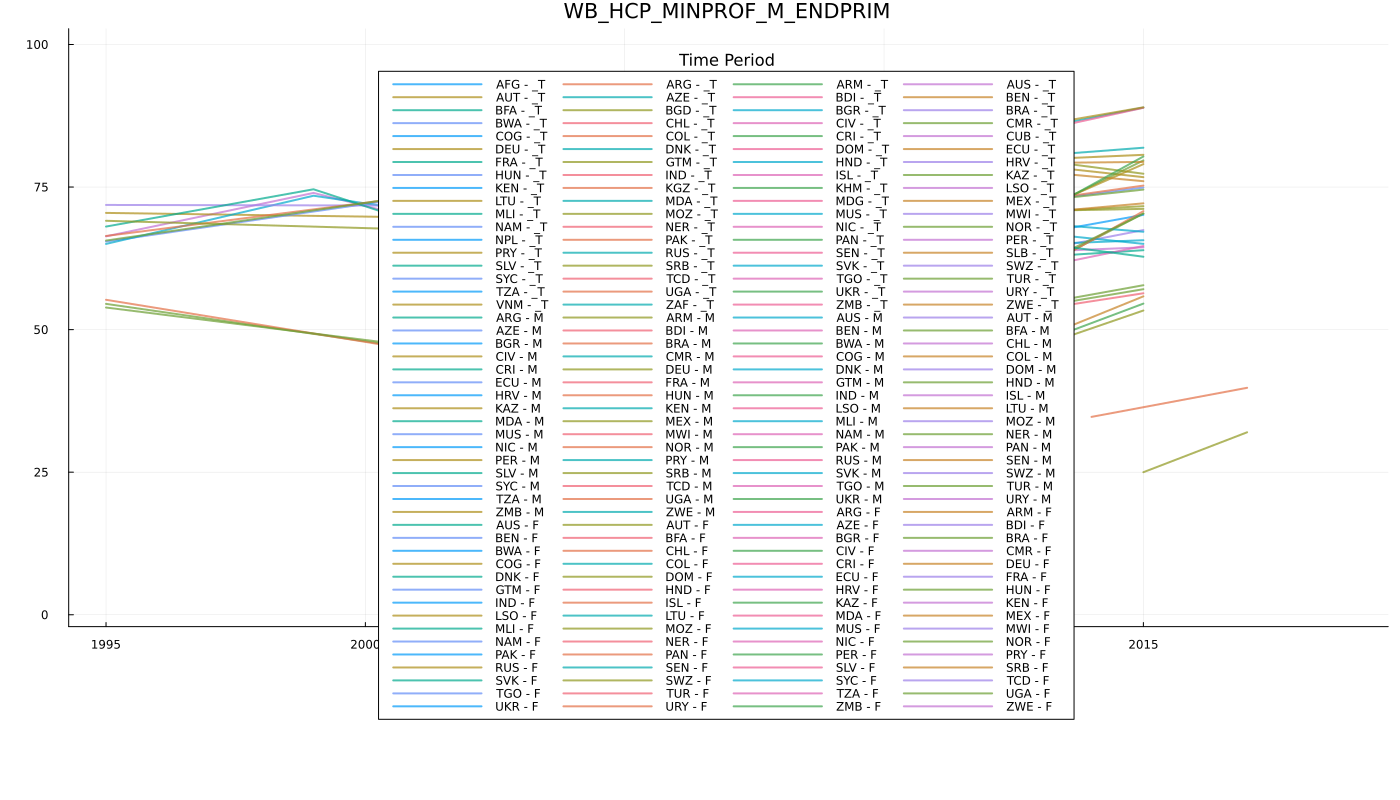 WB_HCP_MINPROF_M_ENDPRIM
100
75
50
25
0
Time Period
AFG - _T ARG - _T ARM - _T AUS - _T
AUT - _T AZE - _T BDI - _T BEN - _T
BFA - _T BGD - _T BGR - _T BRA - _T
BWA - _T CHL - _T CIV - _T CMR - _T
COG - _T COL - _T CRI - _T CUB - _T
DEU - _T DNK - _T DOM - _T ECU - _T
FRA - _T GTM - _T HND - _T HRV - _T
HUN - _T IND - _T ISL - _T KAZ - _T
KEN - _T KGZ - _T KHM - _T LSO - _T
LTU - _T MDA - _T MDG - _T MEX - _T
MLI - _T MOZ - _T MUS - _T MWI - _T
NAM - _T NER - _T NIC - _T NOR - _T
NPL - _T PAK - _T PAN - _T PER - _T
PRY - _T RUS - _T SEN - _T SLB - _T
SLV - _T SRB - _T SVK - _T SWZ - _T
SYC - _T TCD - _T TGO - _T TUR - _T
TZA - _T UGA - _T UKR - _T URY - _T
VNM - _T ZAF - _T ZMB - _T ZWE - _T
ARG - M ARM - M AUS - M AUT - M
AZE - M BDI - M BEN - M BFA - M
BGR - M BRA - M BWA - M CHL - M
CIV - M CMR - M COG - M COL - M
CRI - M DEU - M DNK - M DOM - M
ECU - M FRA - M GTM - M HND - M
HRV - M HUN - M IND - M ISL - M
KAZ - M KEN - M LSO - M LTU - M
MDA - M MEX - M MLI - M MOZ - M
MUS - M MWI - M NAM - M NER - M
NIC - M NOR - M PAK - M PAN - M
PER - M PRY - M RUS - M SEN - M
SLV - M SRB - M SVK - M SWZ - M
SYC - M TCD - M TGO - M TUR - M
TZA - M UGA - M UKR - M URY - M
ZMB - M ZWE - M ARG - F ARM - F
AUS - F AUT - F AZE - F BDI - F
BEN - F BFA - F BGR - F BRA - F
BWA - F CHL - F CIV - F CMR - F
COG - F COL - F CRI - F DEU - F
DNK - F DOM - F ECU - F FRA - F
GTM - F HND - F HRV - F HUN - F
IND - F ISL - F KAZ - F KEN - F
LSO - F LTU - F MDA - F MEX - F
MLI - F MOZ - F MUS - F MWI - F
NAM - F NER - F NIC - F NOR - F
PAK - F PAN - F PER - F PRY - F
RUS - F SEN - F SLV - F SRB - F
SVK - F SWZ - F SYC - F TCD - F
TGO - F TUR - F TZA - F UGA - F
UKR - F URY - F ZMB - F ZWE - F
1995 2000 2015